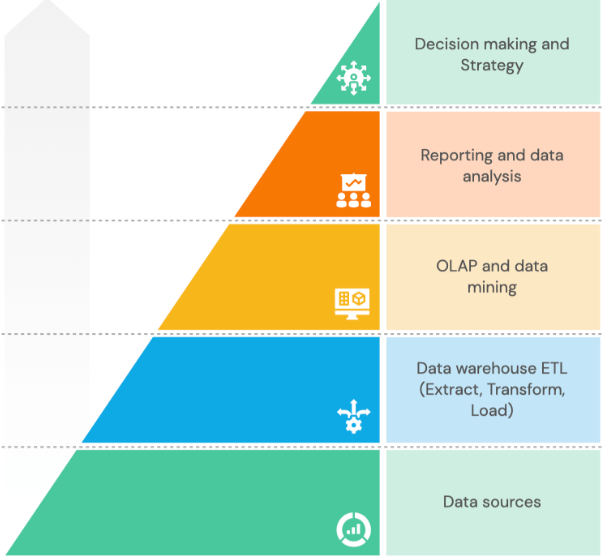 Decision making and
Strategy
Reporting and data
analysis
OLAP and data
mining
Data warehouse ETL
(Extract, Transform,
Load)
Data sources